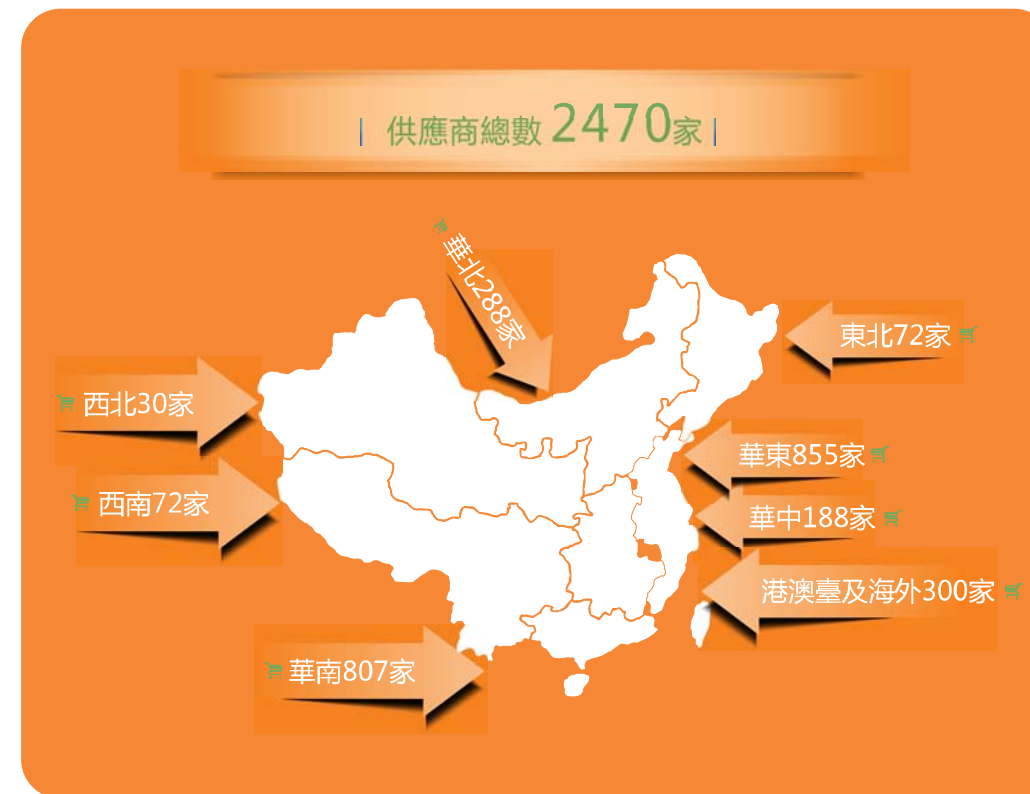 供應商總數 2470家
華北288家
東北72家
西北30家
華東855家
西南72家
華中188家
港澳臺及海外300家
華南807家